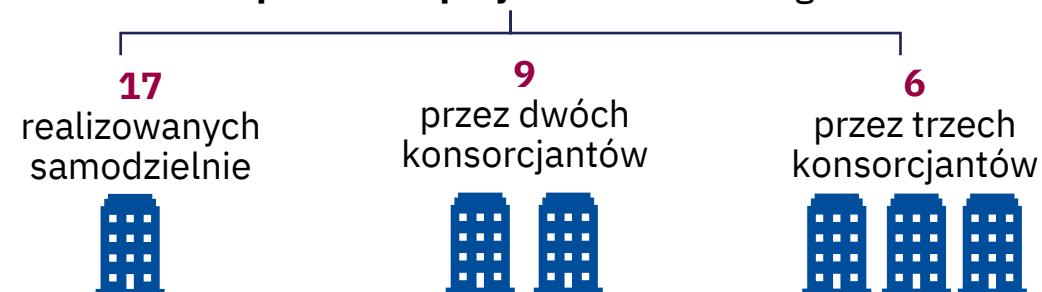 17
realizowanych
samodzielnie
9
przez dwóch
konsorcjantów
6
przez trzech
konsorcjantów